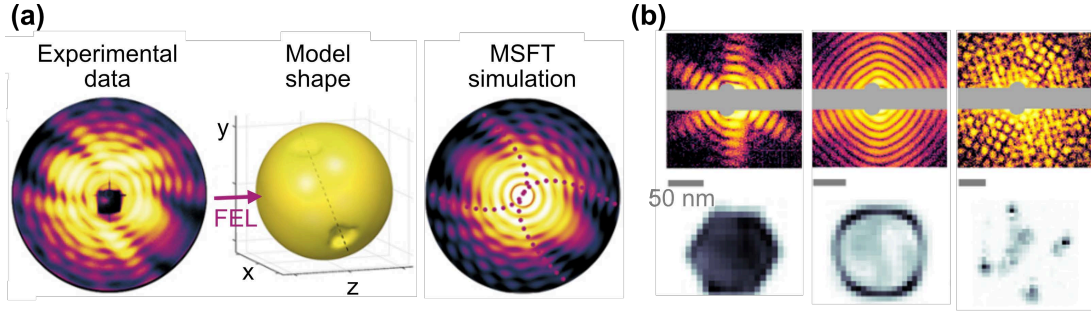 (a)
(b)
Experimental
data
Model
shape
MSFT
simulation
y
FEL
x
z
50 nm